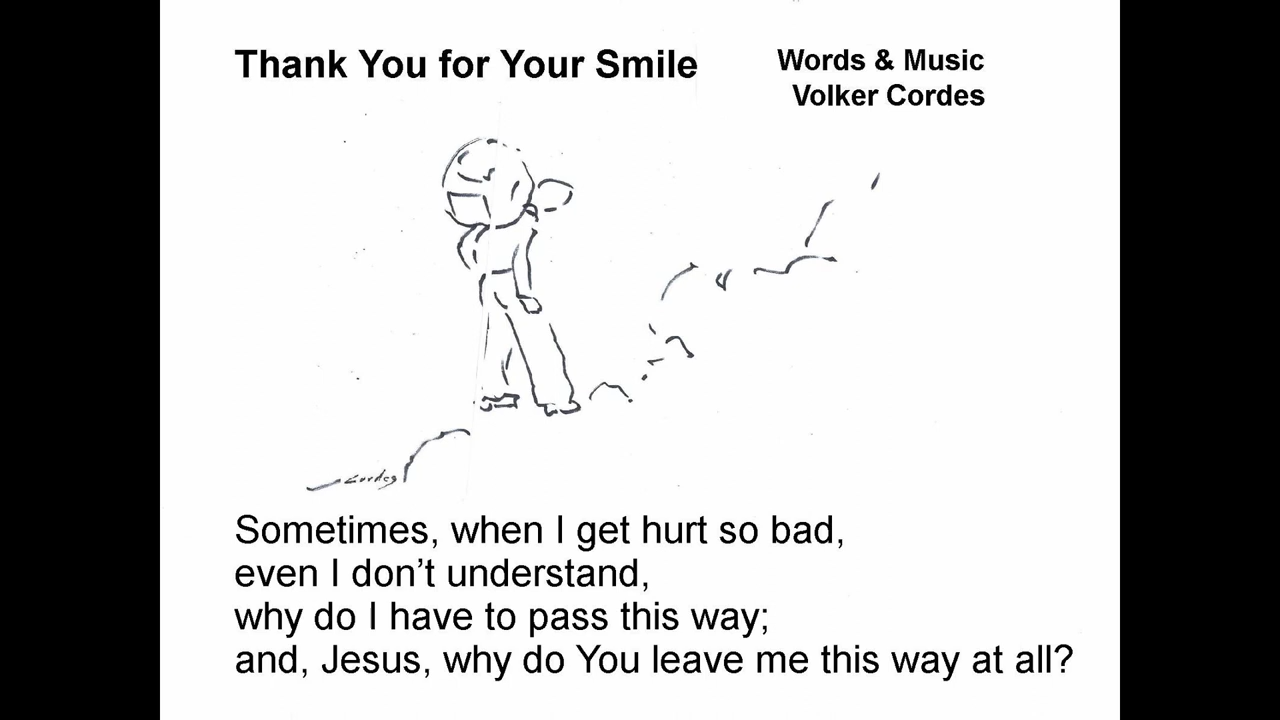 Thank You for Your Smile
Words & Music
Volker Cordes
Cordes
Sometimes, when I get hurt so bad,
even I don’t understand,
why do I have to pass this way;
and, Jesus, why do You leave me this way at all?